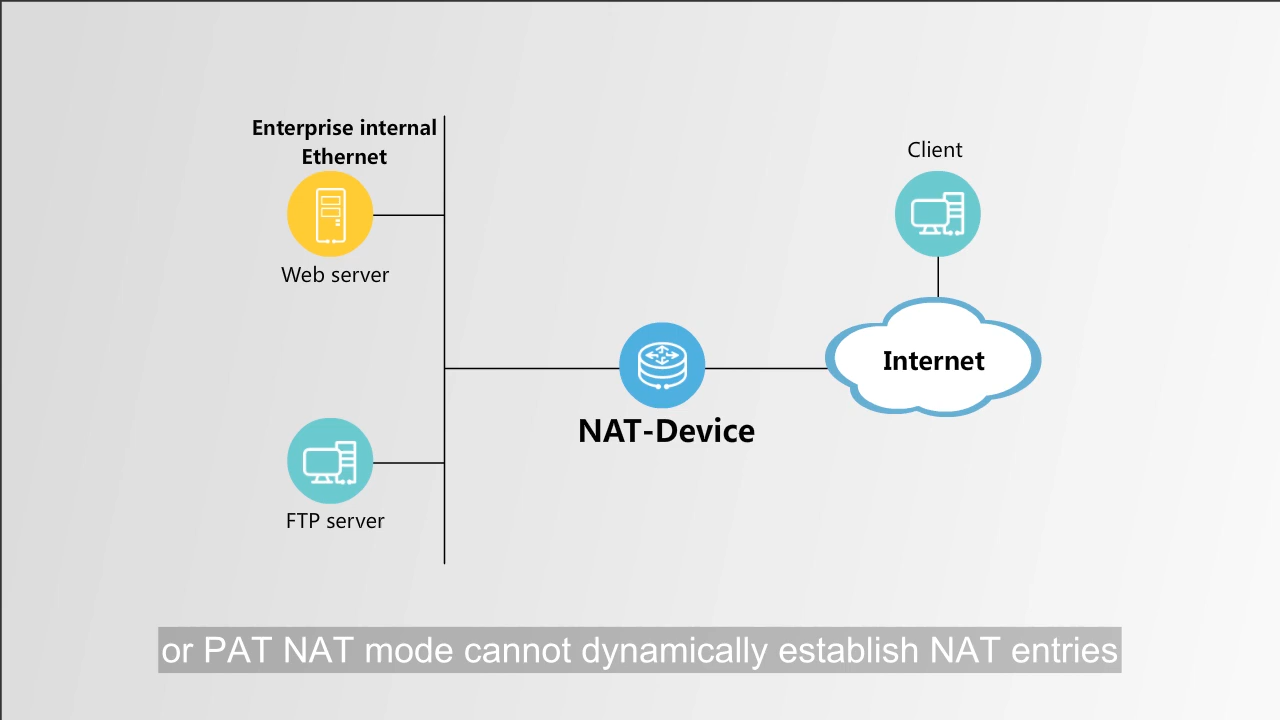 Enterprise internal
Ethernet
Web server
FTP server
NAT-Device
Client
Internet
or PAT NAT mode cannot dynamically establish NAT entries